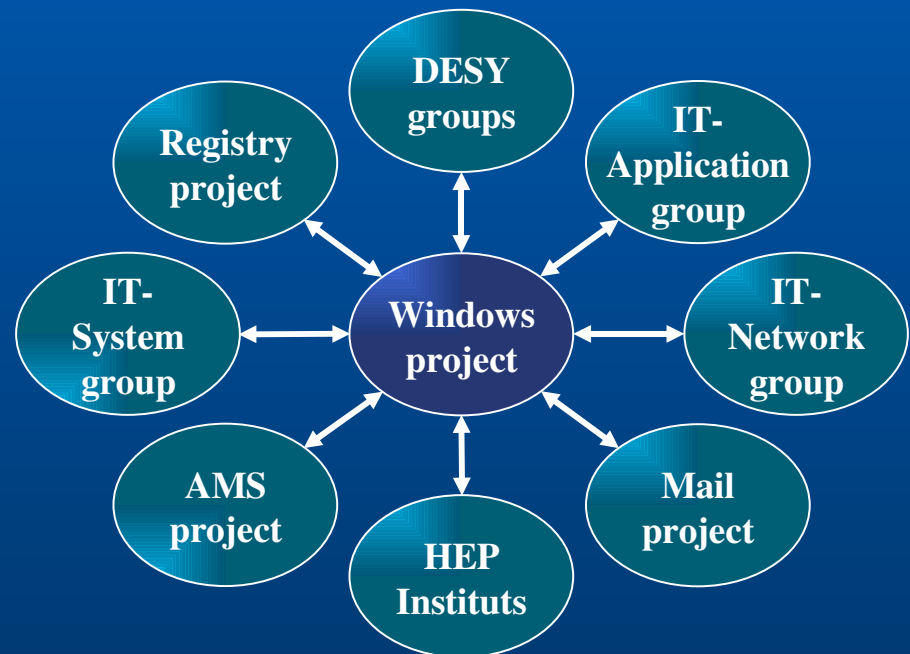 DESY
groups
Registry
project
IT-
Application
group
IT-
System
group
Windows
project
IT-
Network
group
AMS
project
Mail
project
HEP
Instituts